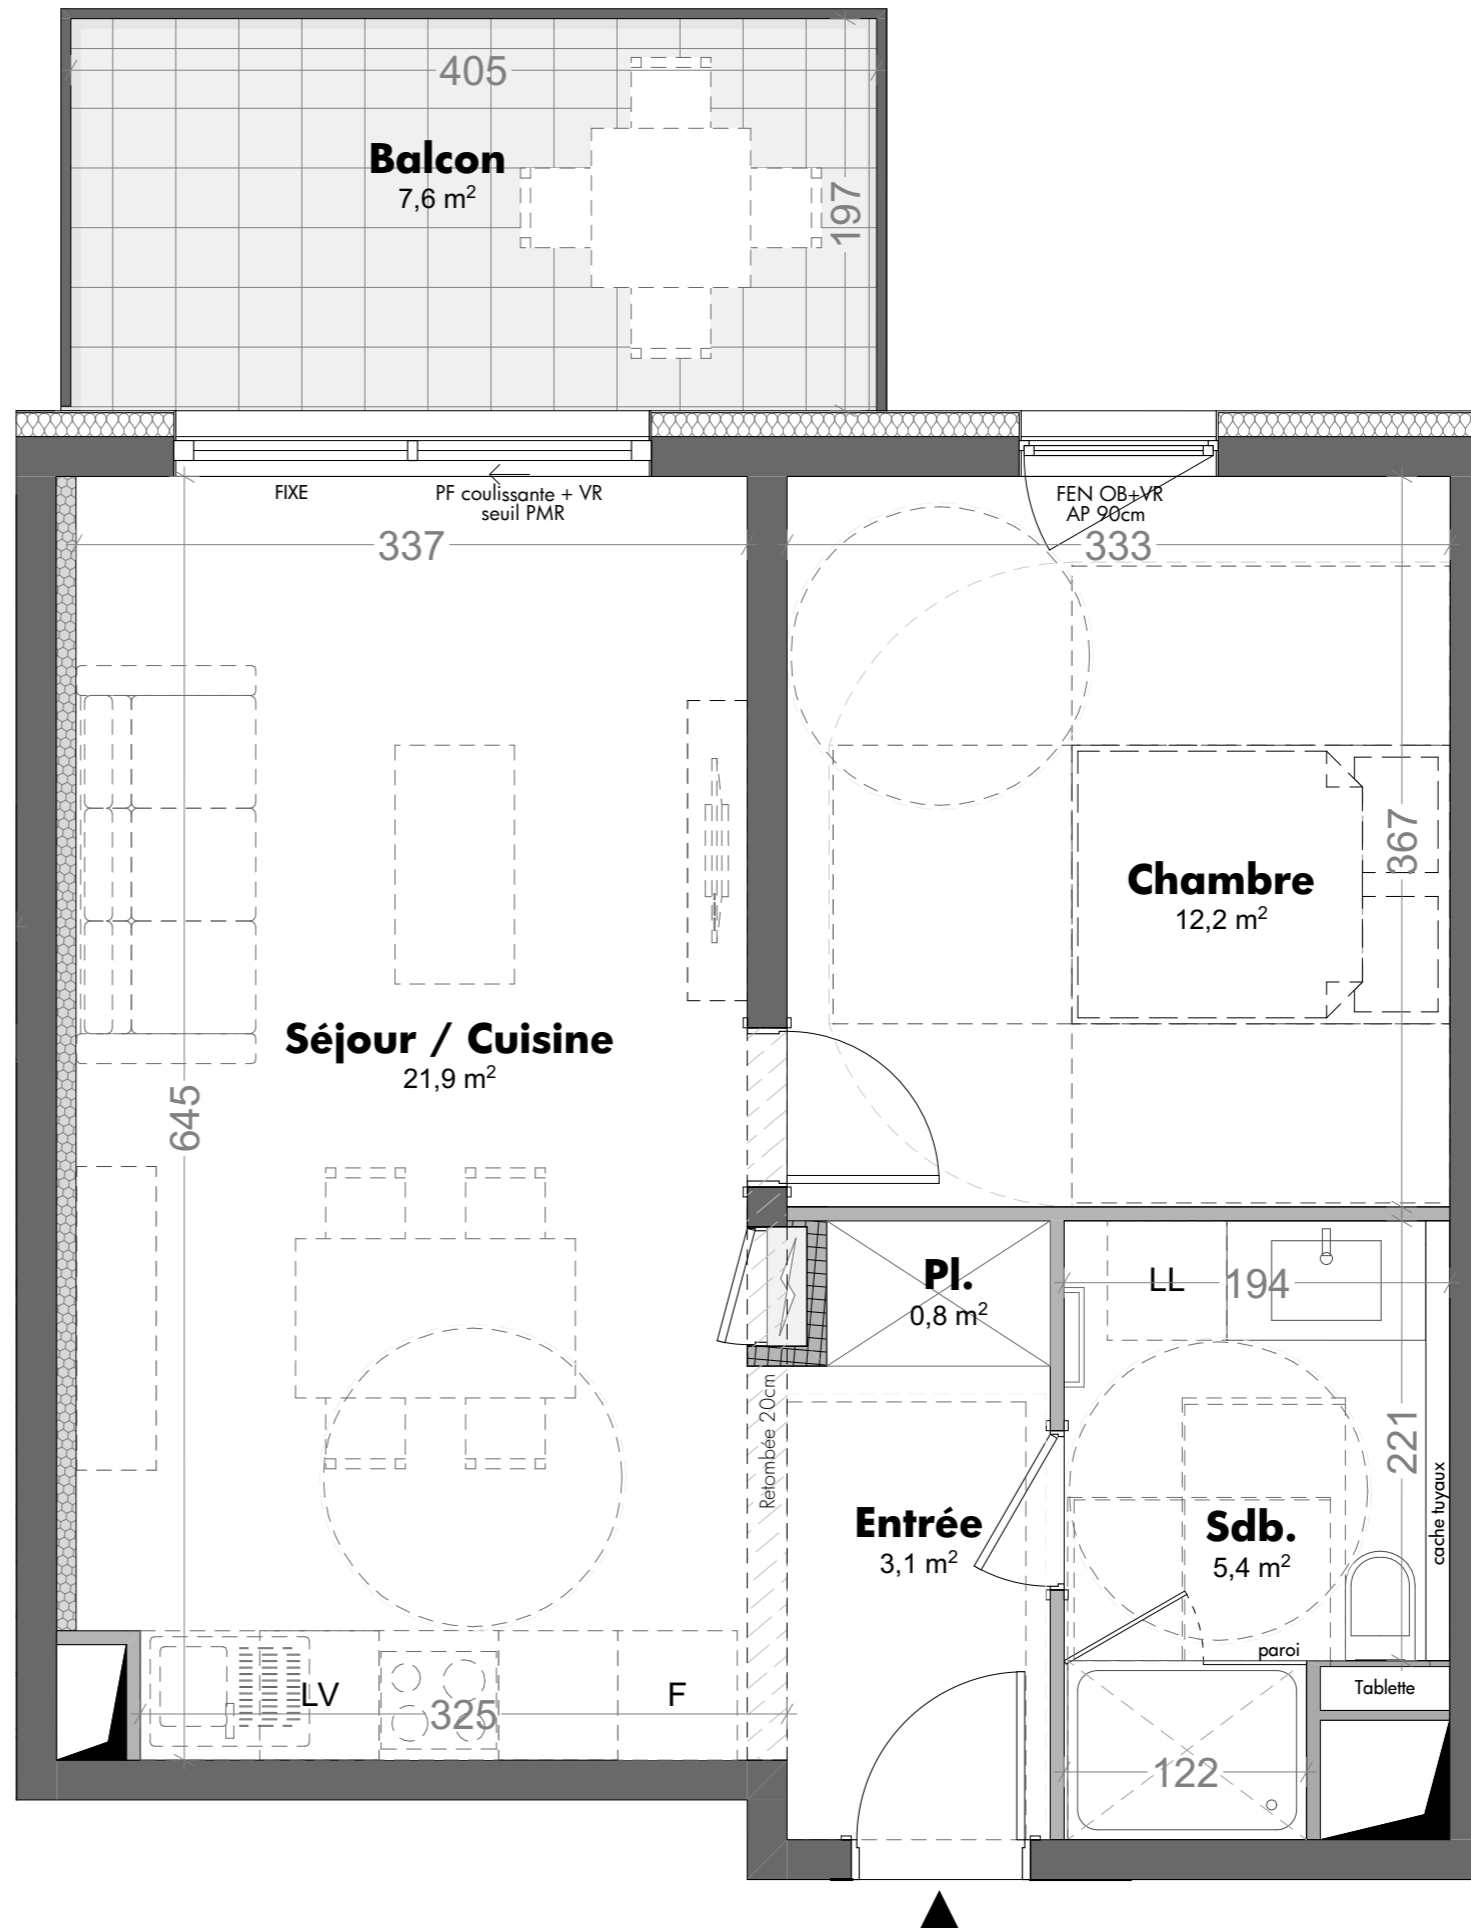 405
Balcon
7,6 m²
197
FIXE
PF coulissante + VR
seuil PMR
FEN OB+VR
AP 90cm
337
333
367
Chambre
12,2 m²
Séjour / Cuisine
21,9 m²
645
Pl.
0,8 m²
LL
194
Retombée 20cm
221
cache tuyaux
Entrée
3,1 m²
Sdb.
5,4 m²
paroi
Tablette
LV
325
F
122